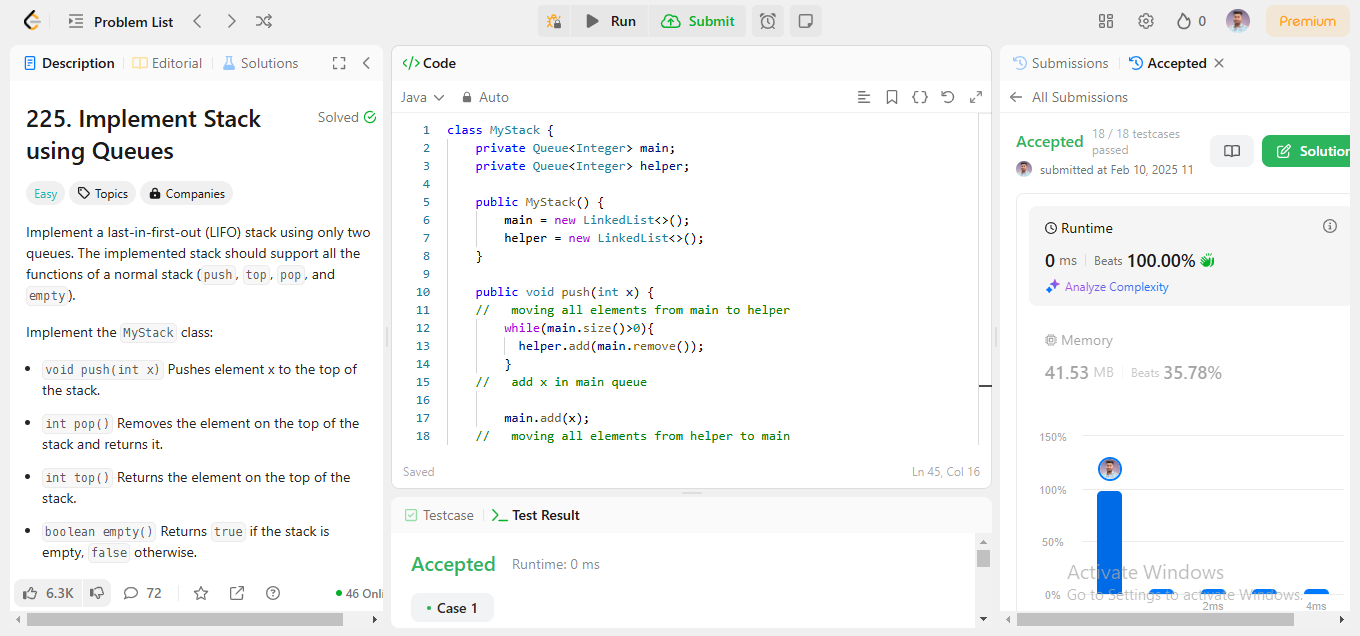 Problem List
Run
Submit
0
Premium
Description
Editorial
Solutions
225. Implement Stack
using Queues
Solved
Easy
Topics
Companies
Implement a last-in-first-out (LIFO) stack using only two
queues. The implemented stack should support all the
functions of a normal stack (push, top, pop, and
empty).
Implement the MyStack class:
• void push(int x) Pushes element x to the top of
the stack.
• int pop() Removes the element on the top of the
stack and returns it.
• int top() Returns the element on the top of the
stack.
• boolean empty() Returns true if the stack is
empty, false otherwise.
6.3K
72
46 Onli
</> Code
Java
Auto
1 class MyStack {
2 private Queue<Integer> main;
3 private Queue<Integer> helper;
4
5 public MyStack() {
6 main = new LinkedList<>();
7 helper = new LinkedList<>();
8 }
9
10 public void push(int x) {
11 // moving all elements from main to helper
12 while(main.size()>0){
13 helper.add(main.remove());
14 }
15 // add x in main queue
16
17 main.add(x);
18 // moving all elements from helper to main
Saved
Ln 45, Col 16
Testcase
Test Result
Accepted
Runtime: 0 ms
• Case 1
Submissions
Accepted
All Submissions
Accepted
18 / 18 testcases
passed
submitted at Feb 10, 2025 11
Solution
Runtime
0 ms
Beats 100.00%
Analyze Complexity
Memory
41.53 MB
Beats 35.78%
150%
100%
50%
0%
2ms
4ms
Activate Windows
Go to Settings to activate Windows.